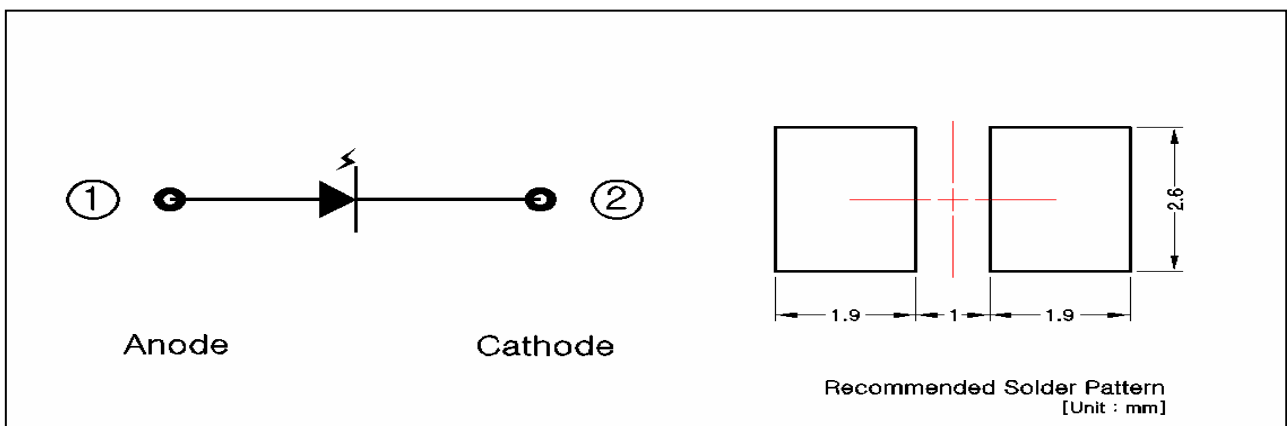 ① ②
Anode Cathode
2.6
1.9 1 1.9
Recommended Solder Pattern
[Unit : mm]